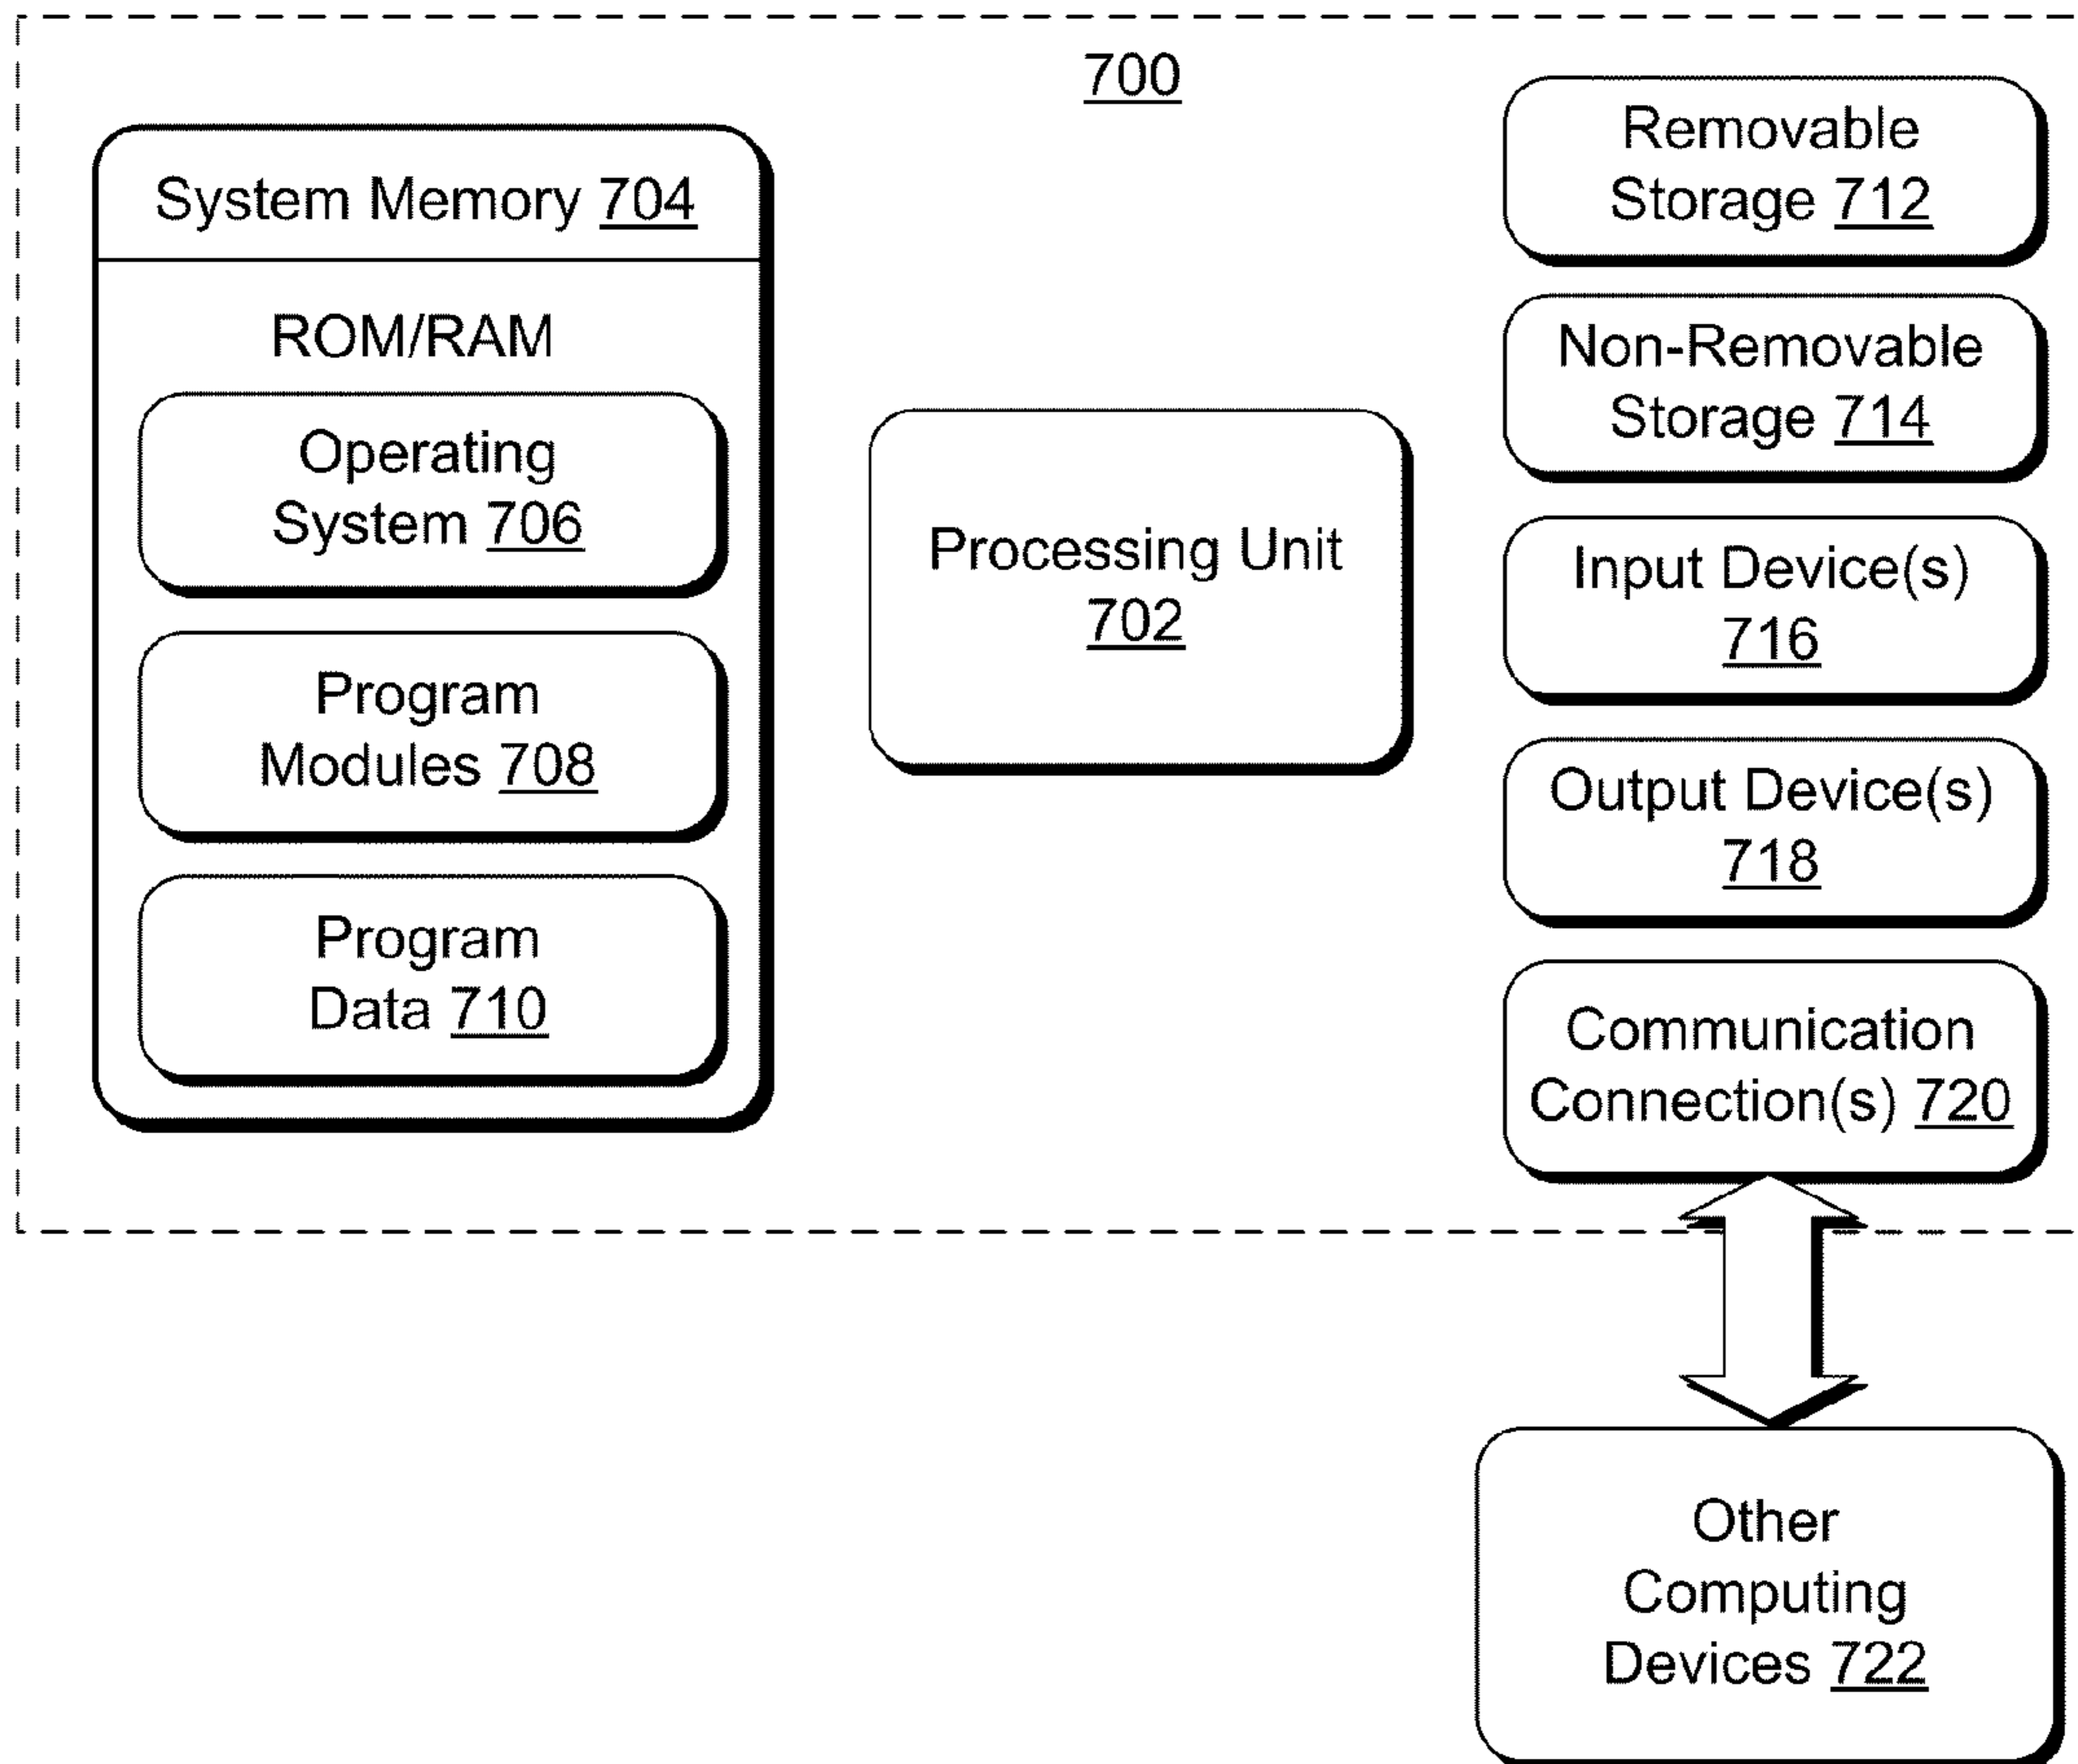 700
System Memory 704
ROM/RAM
Operating
System 706
Program
Modules 708
Program
Data 710
Processing Unit
702
Removable
Storage 712
Non-Removable
Storage 714
Input Device(s)
716
Output Device(s)
718
Communication
Connection(s) 720
Other
Computing
Devices 722